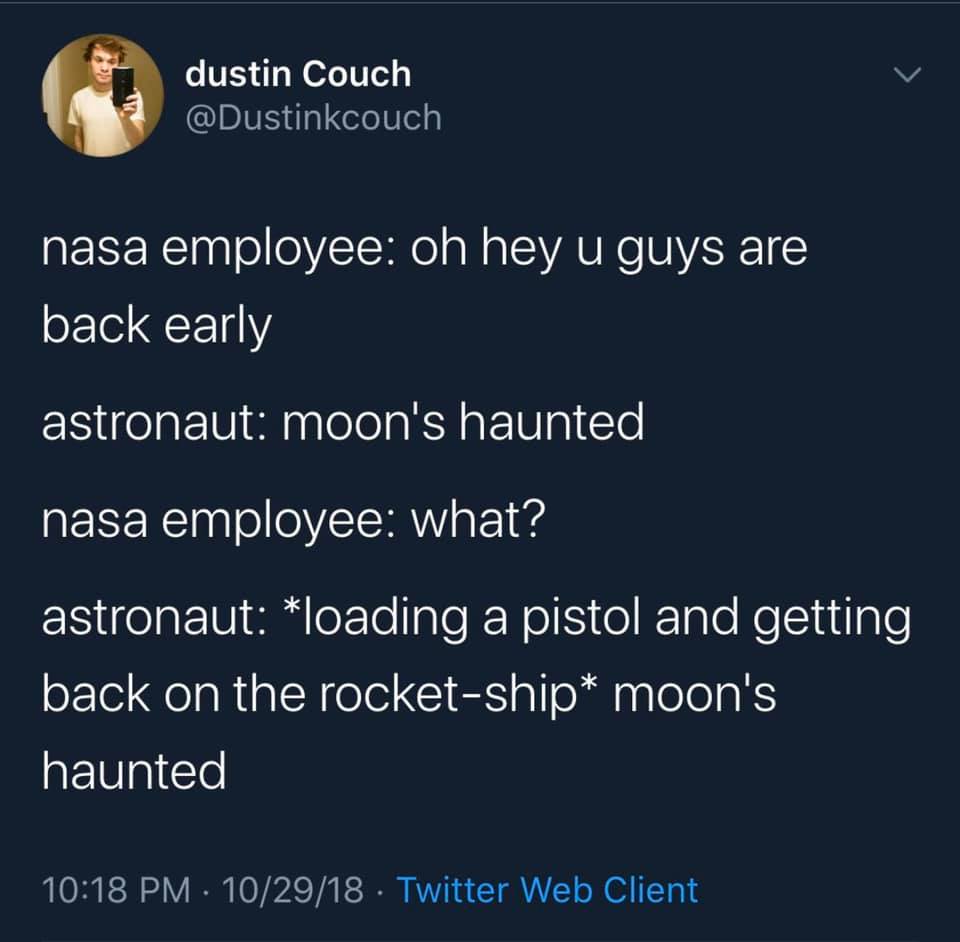 dustin Couch
@Dustinkcouch
nasa employee: oh hey u guys are
back early
astronaut: moon's haunted
nasa employee: what?
astronaut: *loading a pistol and getting
back on the rocket-ship* moon's
haunted
10:18 PM · 10/29/18 · Twitter Web Client